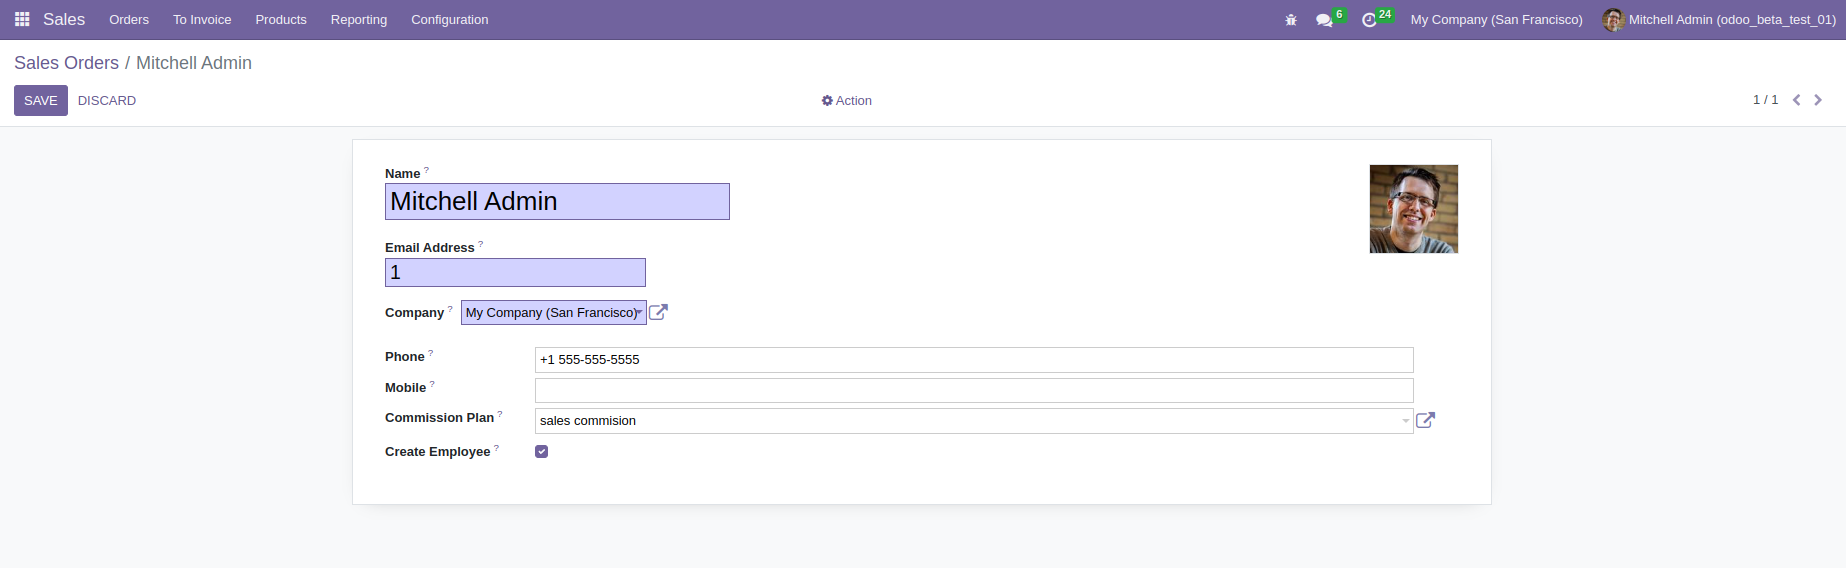 Sales Orders To Invoice Products Reporting Configuration 6 24 My Company (San Francisco) Mitchell Admin (odoo_beta_test_01)
Sales Orders / Mitchell Admin
SAVE DISCARD Action 1 / 1
Name ?
Mitchell Admin
Email Address ?
1
Company ? My Company (San Francisco)
Phone ? +1 555-555-5555
Mobile ?
Commission Plan ? sales commision
Create Employee ?